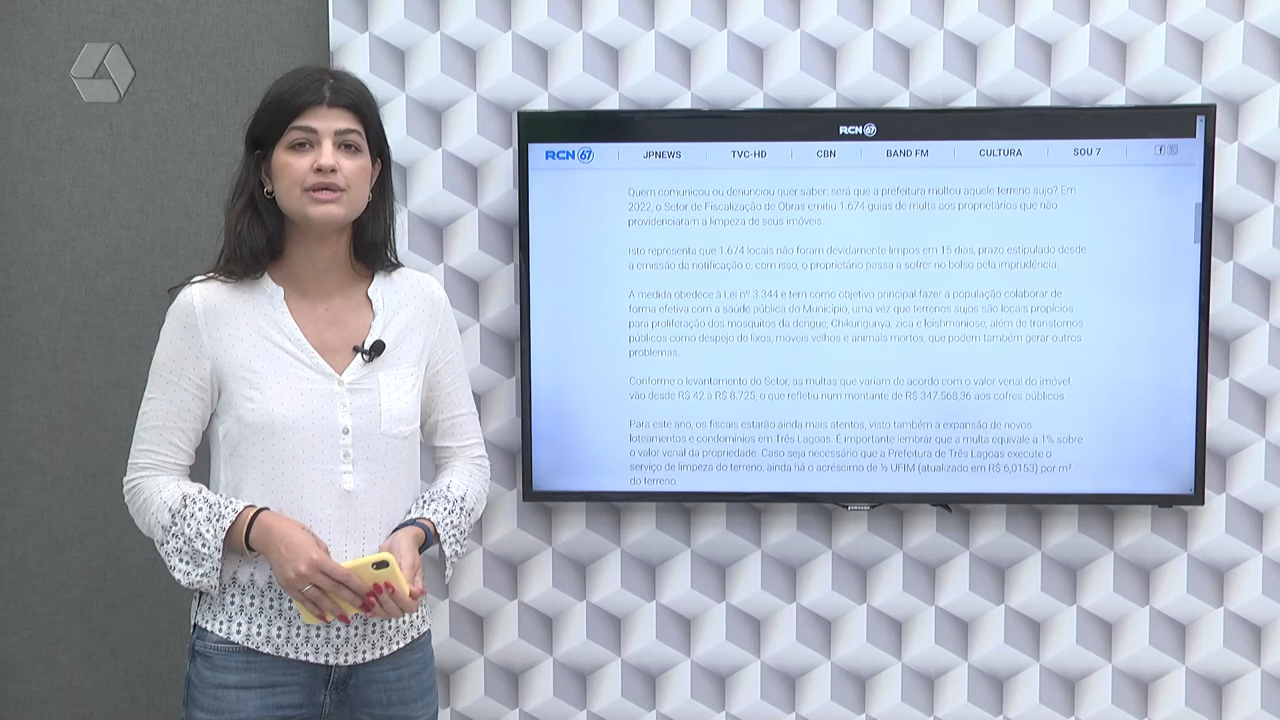 RCN 67
RCN 67 JPNEWS TVC-HD CBN BAND FM CULTURA SOU 7
Quem comunicou ou denunciou quer saber: será que a prefeitura multou aquele terreno sujo? Em
2022, o Setor de Fiscalização de Obras emitiu 1.674 guias de multa aos proprietários que não
providenciaram a limpeza de seus imóveis.
Isto representa que 1.674 locais não foram devidamente limpos em 15 dias, prazo estipulado desde
a emissão da notificação e, com isso, o proprietário passa a sofrer no bolso pela imprudência.
A medida obedece à Lei nº 3.344 e tem como objetivo principal fazer a população colaborar de
forma efetiva com a saúde pública do Município, uma vez que terrenos sujos são locais propícios
para proliferação dos mosquitos da dengue, Chikungunya, zica e leishmaniose, além de transtornos
públicos como despejo de lixos, moveis velhos e animais mortos, que podem também gerar outros
problemas.
Conforme o levantamento do Setor, as multas que variam de acordo com o valor venal do imóvel,
vão desde R$ 42 à R$ 8.725, o que refletiu num montante de R$ 347.568,36 aos cofres públicos.
Para este ano, os fiscais estarão ainda mais atentos, visto também a expansão de novos
loteamentos e condomínios em Três Lagoas. É importante lembrar que a multa equivale a 1% sobre
o valor venal da propriedade. Caso seja necessário que a Prefeitura de Três Lagoas execute o
serviço de limpeza do terreno, ainda há o acréscimo de ½ UFIM (atualizado em R$ 6,0153) por m²
do terreno
SAMSUNG